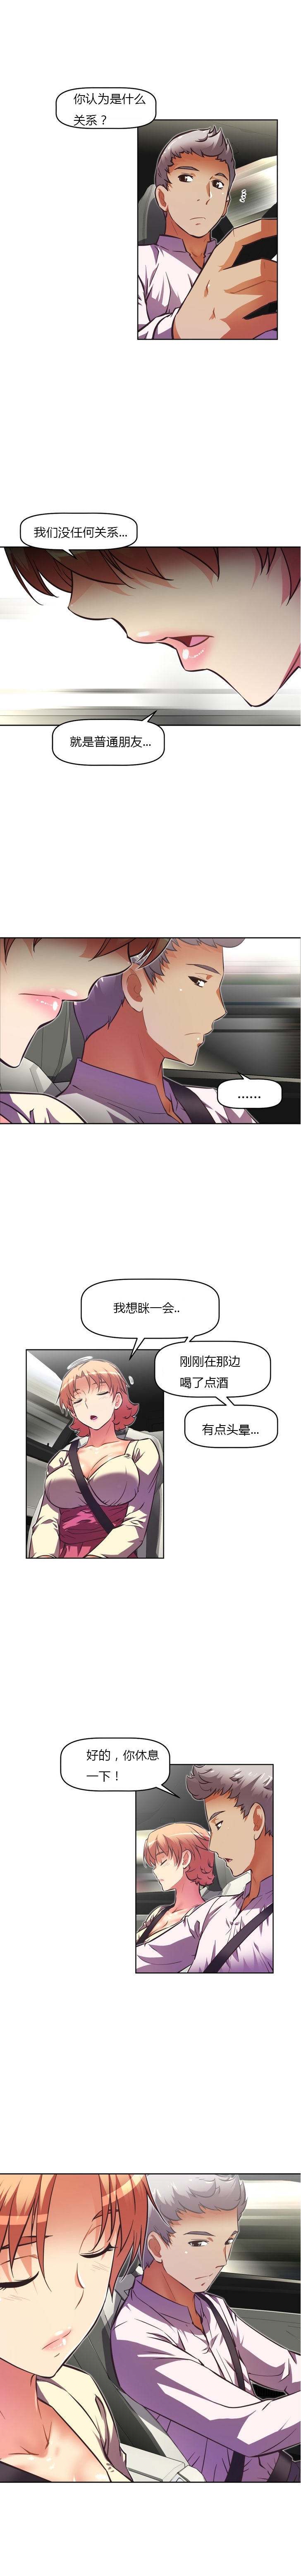 你认为是什么
关系？
我们没任何关系...
就是普通朋友...
......
我想眯一会..
刚刚在那边
喝了点酒
有点头晕...
好的，你休息
一下！